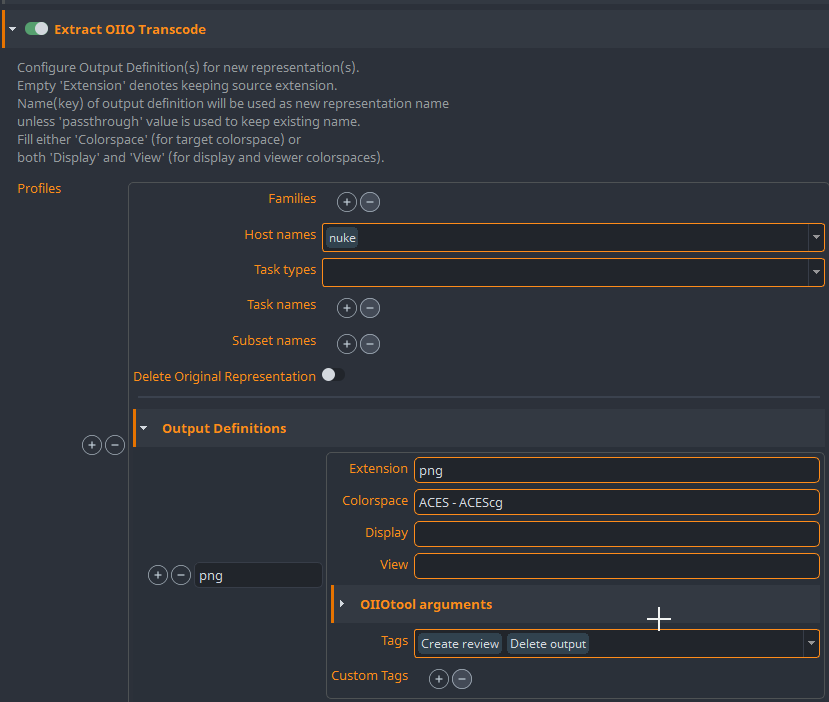 Extract OIIO Transcode
Configure Output Definition(s) for new representation(s).
Empty 'Extension' denotes keeping source extension.
Name(key) of output definition will be used as new representation name
unless 'passthrough' value is used to keep existing name.
Fill either 'Colorspace' (for target colorspace) or
both 'Display' and 'View' (for display and viewer colorspaces).
Profiles
Families
Host names nuke
Task types
Task names
Subset names
Delete Original Representation
Output Definitions
Extension png
Colorspace ACES - ACEScg
Display
View
png
OIIOtool arguments
Tags Create review Delete output
Custom Tags